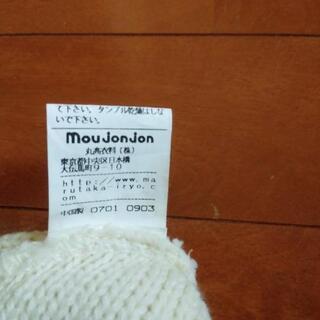 て下さい。タンブル乾燥はしな
いで下さい。
moujonjon
丸高衣料(株)
東京都中央区日本橋
大伝馬町9-10
http://www.ma
rutaka-iryo.c
om
中国製 0701 0903